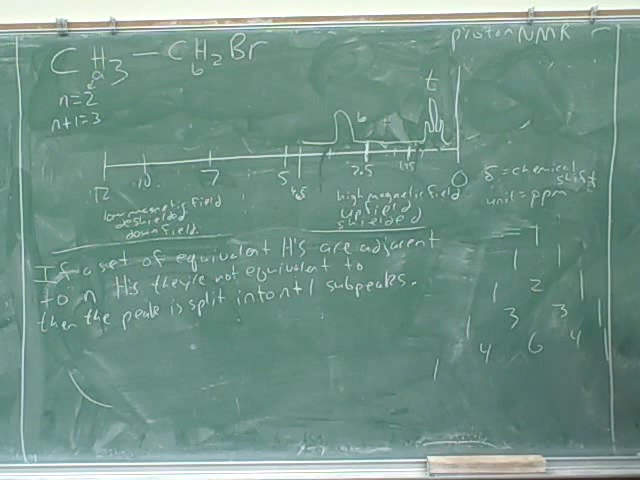 proton NMR
CH3 - CH2Br
a b
n=2
n+1=3
b t
12 10 7 5 4.5 2.5 1.5 0
δ = chemical shift
unit = ppm
low magnetic field
deshielded
downfield
high magnetic field
upfield
shielded
If a set of equivalent H's are adjacent
to n H's they're not equivalent to
then the peak is split into n+1 subpeaks.
1
1 1
1 2 1
1 3 3 1
1 4 6 4